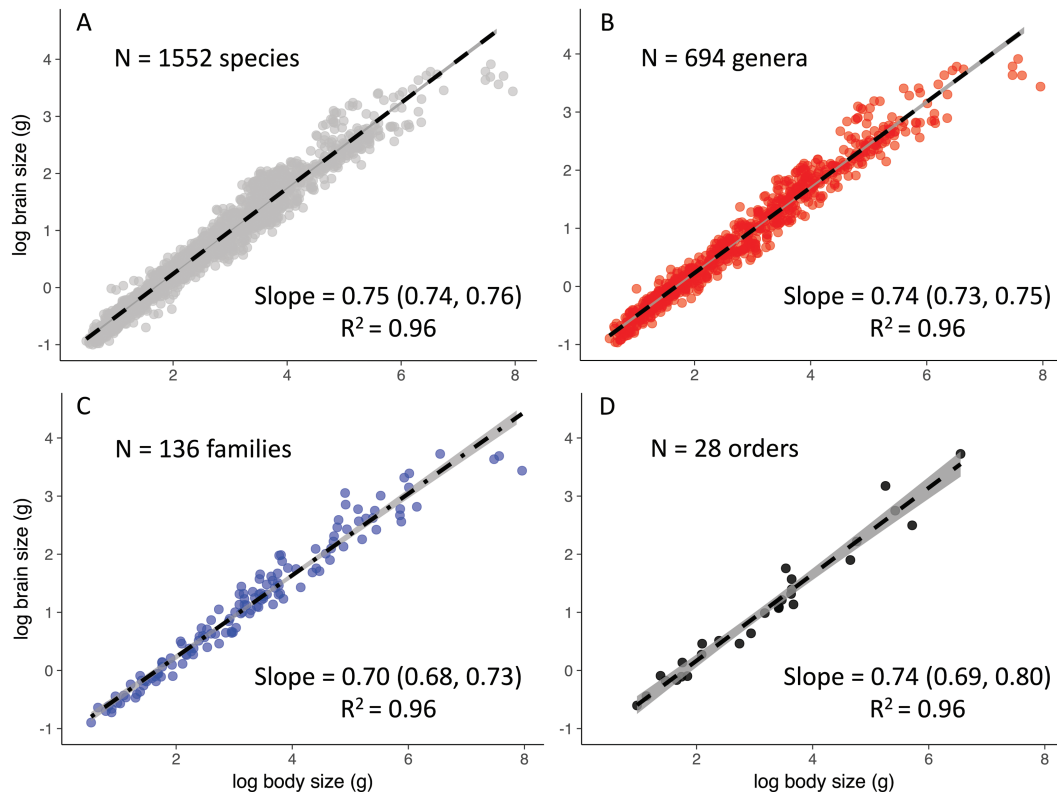 A
N = 1552 species
log brain size (g)
4
3
2
1
0
-1
Slope = 0.75 (0.74, 0.76)
R² = 0.96
2
4
6
8
B
N = 694 genera
4
3
2
1
0
-1
Slope = 0.74 (0.73, 0.75)
R² = 0.96
2
4
6
8
C
N = 136 families
log brain size (g)
4
3
2
1
0
-1
Slope = 0.70 (0.68, 0.73)
R² = 0.96
2
4
6
8
log body size (g)
D
N = 28 orders
log brain size (g)
4
3
2
1
0
-1
Slope = 0.74 (0.69, 0.80)
R² = 0.96
2
4
6
8
log body size (g)